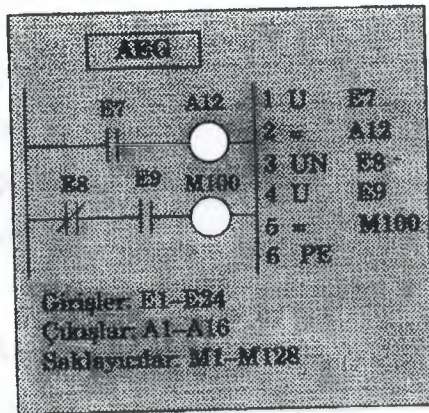 AEG
E7 A12
E8 E9 M100
1 U E7
2 = A12
3 UN E8
4 U E9
5 = M100
6 PE
Girişler: E1-E24
Çıkışlar: A1-A16
Saklayıcılar: M1-M128